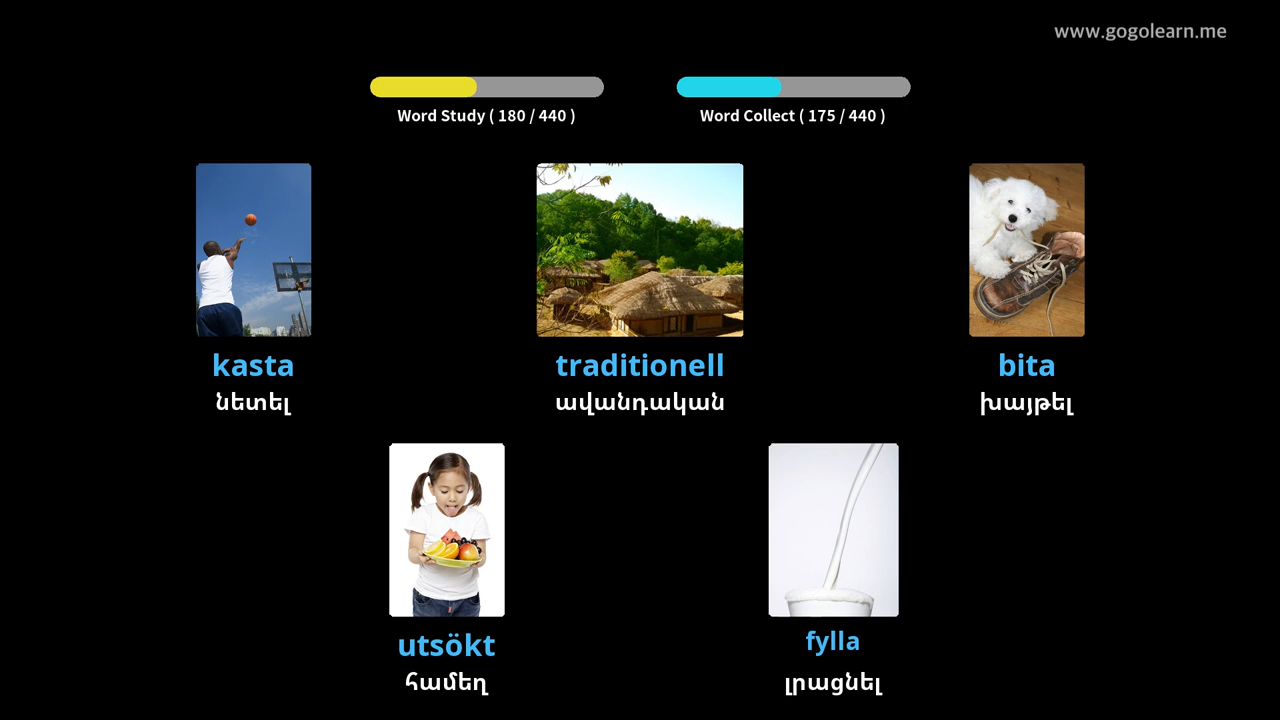 www.gogolearn.me
Word Study ( 180 / 440 )
Word Collect ( 175 / 440 )
kasta
նետել
traditionell
ավանդական
bita
խայթել
utsökt
համեղ
fylla
լրացնել